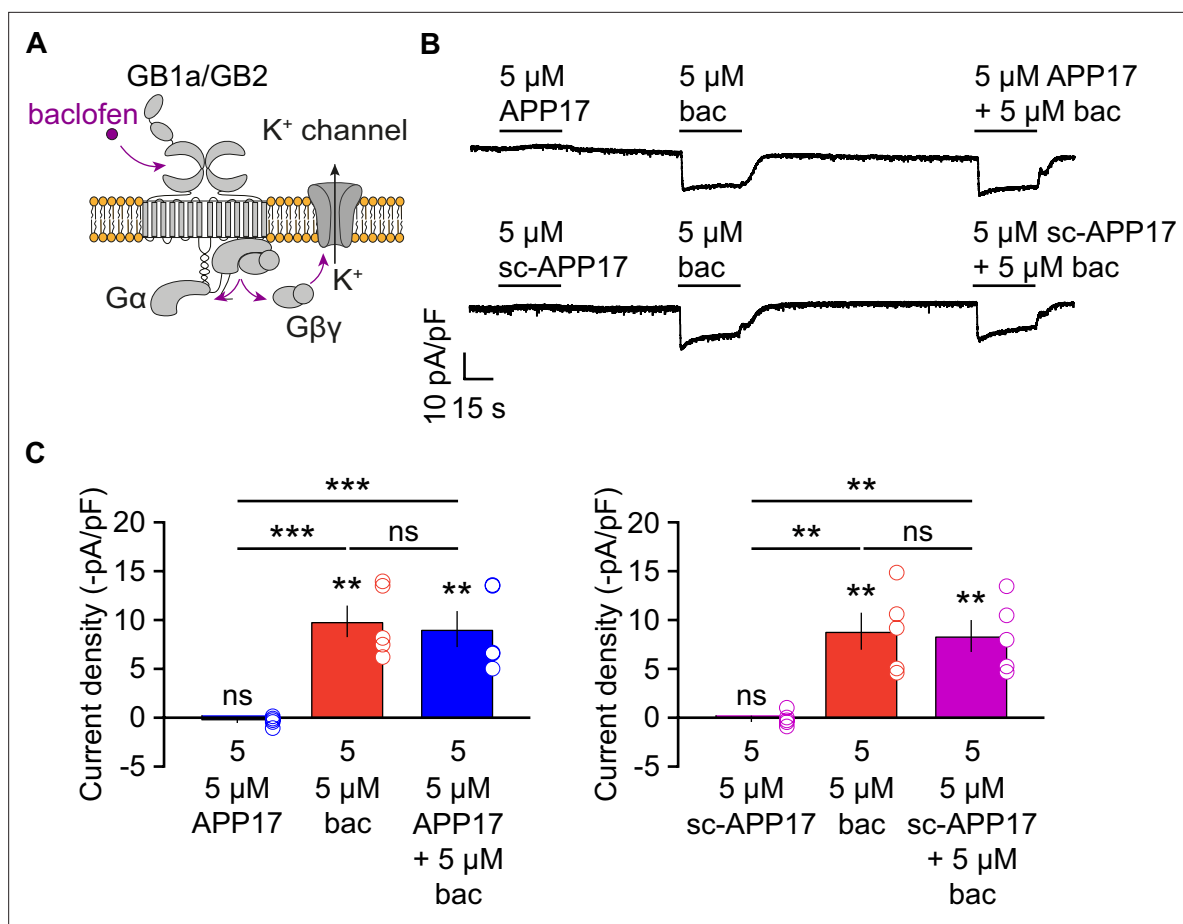 A
GB1a/GB2
baclofen
K+ channel
K+
Gα
Gβγ
B
5 µM
APP17
5 µM
bac
5 µM APP17
+ 5 µM bac
5 µM
sc-APP17
5 µM
bac
5 µM sc-APP17
+ 5 µM bac
10 pA/pF
15 s
C
Current density (-pA/pF)
20
15
10
5
0
-5
***
***
ns
ns
**
**
5
5
5
5 µM
APP17
5 µM
bac
5 µM
APP17
+ 5 µM
bac
Current density (-pA/pF)
20
15
10
5
0
-5
**
**
ns
ns
**
**
5
5
5
5 µM
sc-APP17
5 µM
bac
5 µM
sc-APP17
+ 5 µM
bac